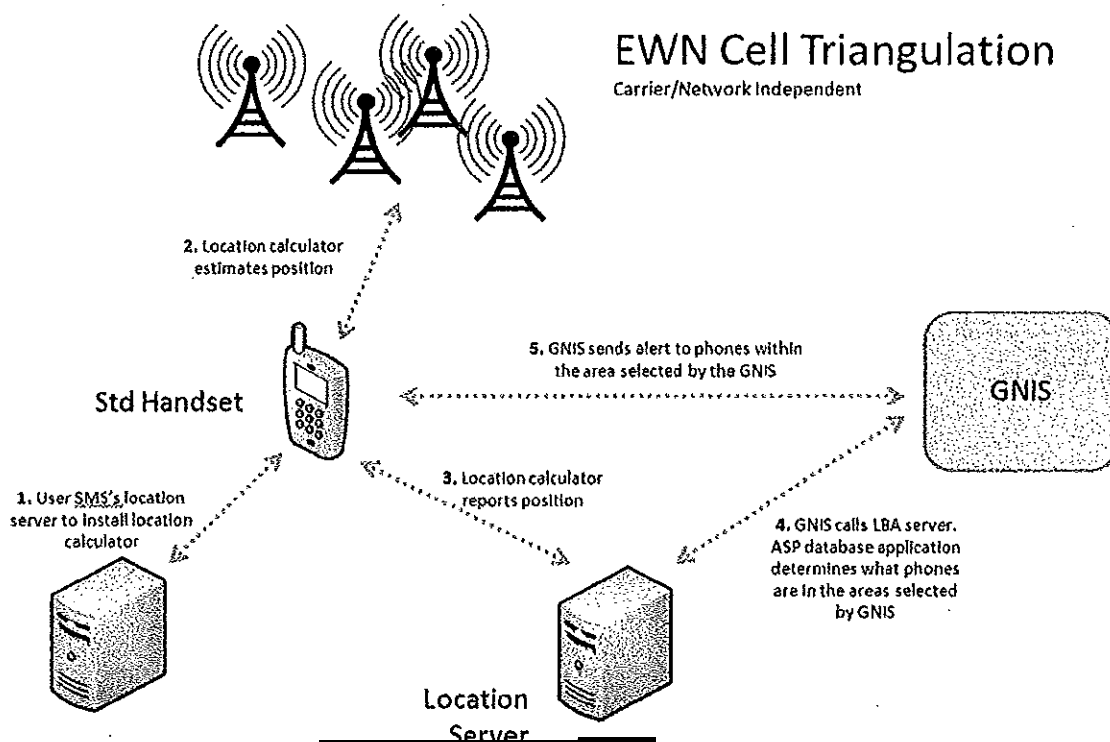 EWN Cell Triangulation
Carrier/Network Independent
2. Location calculator
estimates position
5. GNIS sends alert to phones within
the area selected by the GNIS
GNIS
Std Handset
1. User SMS's location
server to install location
calculator
3. Location calculator
reports position
4. GNIS calls LBA server.
ASP database application
determines what phones
are in the areas selected
by GNIS
Location
Server